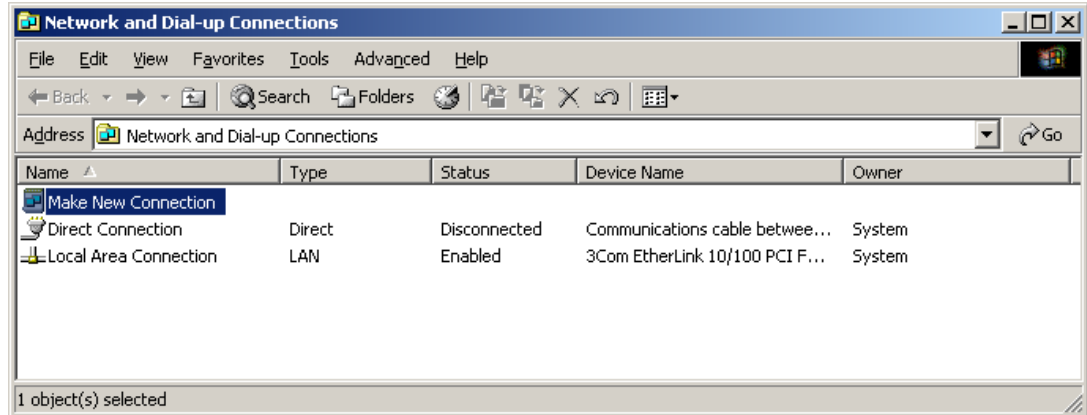 Network and Dial-up Connections
File Edit View Favorites Tools Advanced Help
Back Search Folders
Address Network and Dial-up Connections Go
Name Type Status Device Name Owner
Make New Connection
Direct Connection Direct Disconnected Communications cable betwee... System
Local Area Connection LAN Enabled 3Com EtherLink 10/100 PCI F... System
1 object(s) selected